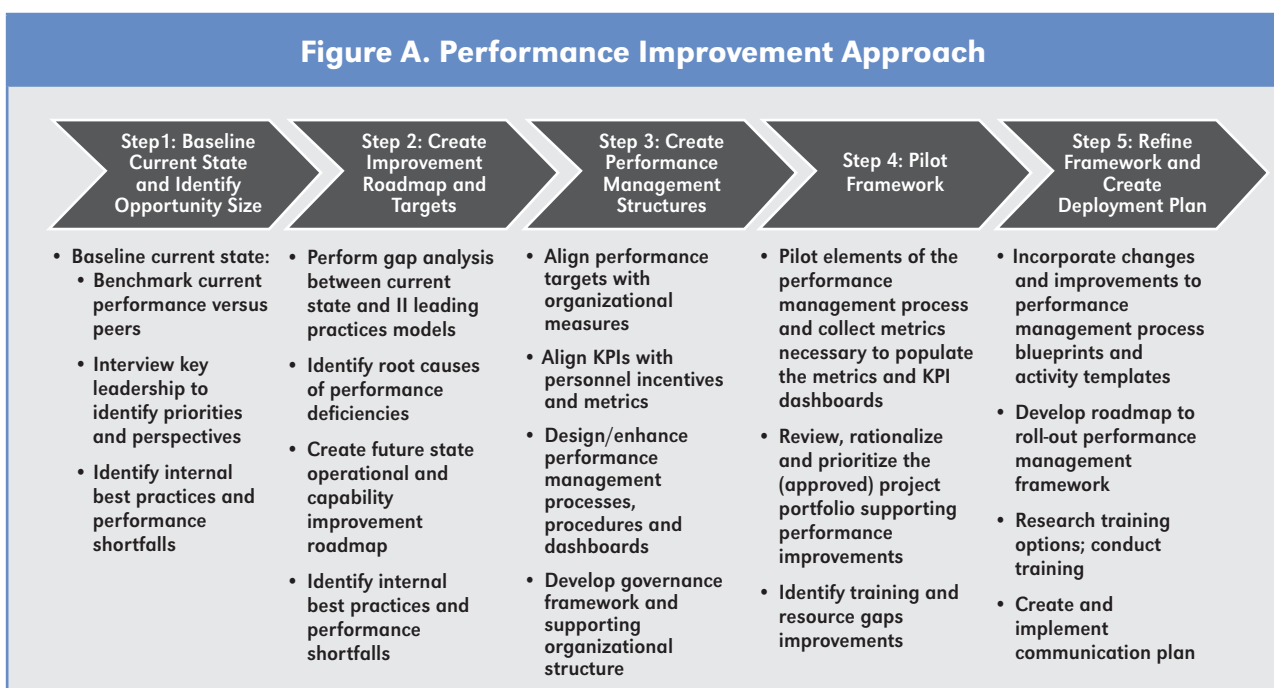 Figure A. Performance Improvement Approach
Step1: Baseline
Current State
and Identify
Opportunity Size
Step 2: Create
Improvement
Roadmap and
Targets
Step 3: Create
Performance
Management
Structures
Step 4: Pilot
Framework
Step 5: Refine
Framework and
Create
Deployment Plan
• Baseline current state:
• Benchmark current
performance versus
peers
• Interview key
leadership to
identify priorities
and perspectives
• Identify internal
best practices and
performance
shortfalls
• Perform gap analysis
between current
state and II leading
practices models
• Identify root causes
of performance
deficiencies
• Create future state
operational and
capability
improvement
roadmap
• Identify internal
best practices and
performance
shortfalls
• Align performance
targets with
organizational
measures
• Align KPIs with
personnel incentives
and metrics
• Design/enhance
performance
management
processes,
procedures and
dashboards
• Develop governance
framework and
supporting
organizational
structure
• Pilot elements of the
performance
management process
and collect metrics
necessary to populate
the metrics and KPI
dashboards
• Review, rationalize
and prioritize the
(approved) project
portfolio supporting
performance
improvements
• Identify training and
resource gaps
improvements
• Incorporate changes
and improvements to
performance
management process
blueprints and
activity templates
• Develop roadmap to
roll-out performance
management
framework
• Research training
options; conduct
training
• Create and
implement
communication plan